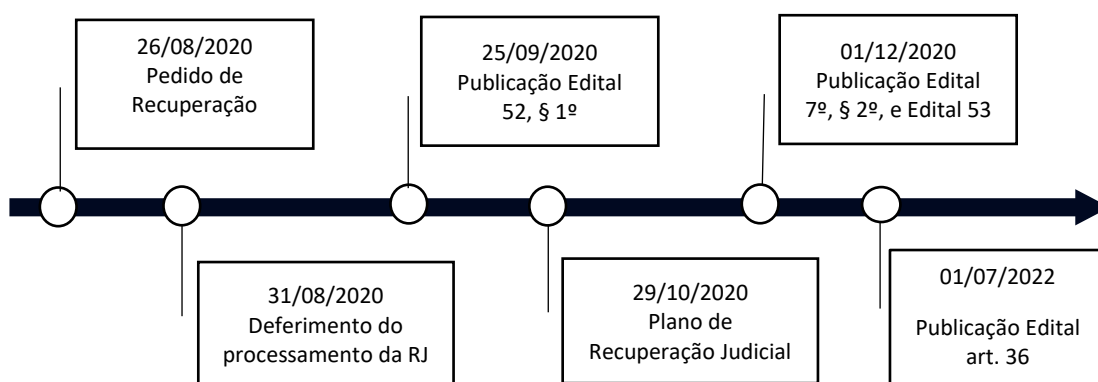 26/08/2020
Pedido de
Recuperação
25/09/2020
Publicação Edital
52, § 1º
01/12/2020
Publicação Edital
7º, § 2º, e Edital 53
31/08/2020
Deferimento do
processamento da RJ
29/10/2020
Plano de
Recuperação Judicial
01/07/2022
Publicação Edital
art. 36